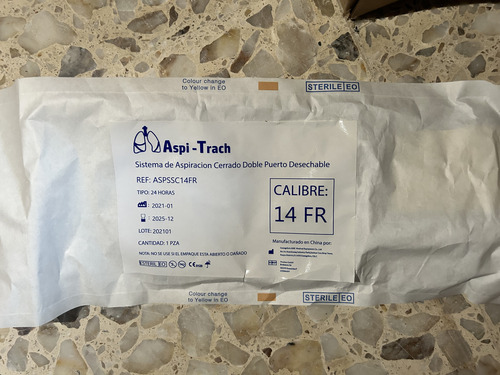 Colour change
to Yellow in EO
STERILE EO
Aspi-Trach
Sistema de Aspiracion Cerrado Doble Puerto Desechable
REF: ASPSSC14FR
TIPO: 24 HORAS
: 2021-01
: 2025-12
LOTE: 202101
CANTIDAD: 1 PZA
NOTA. NO SE USE SI EL EMPAQUE ESTA ABIERTO O DAÑADO
STERILE EO
CALIBRE:
14 FR
Manufacturado en China por:
Colour change
to Yellow in EO
STERILE EO